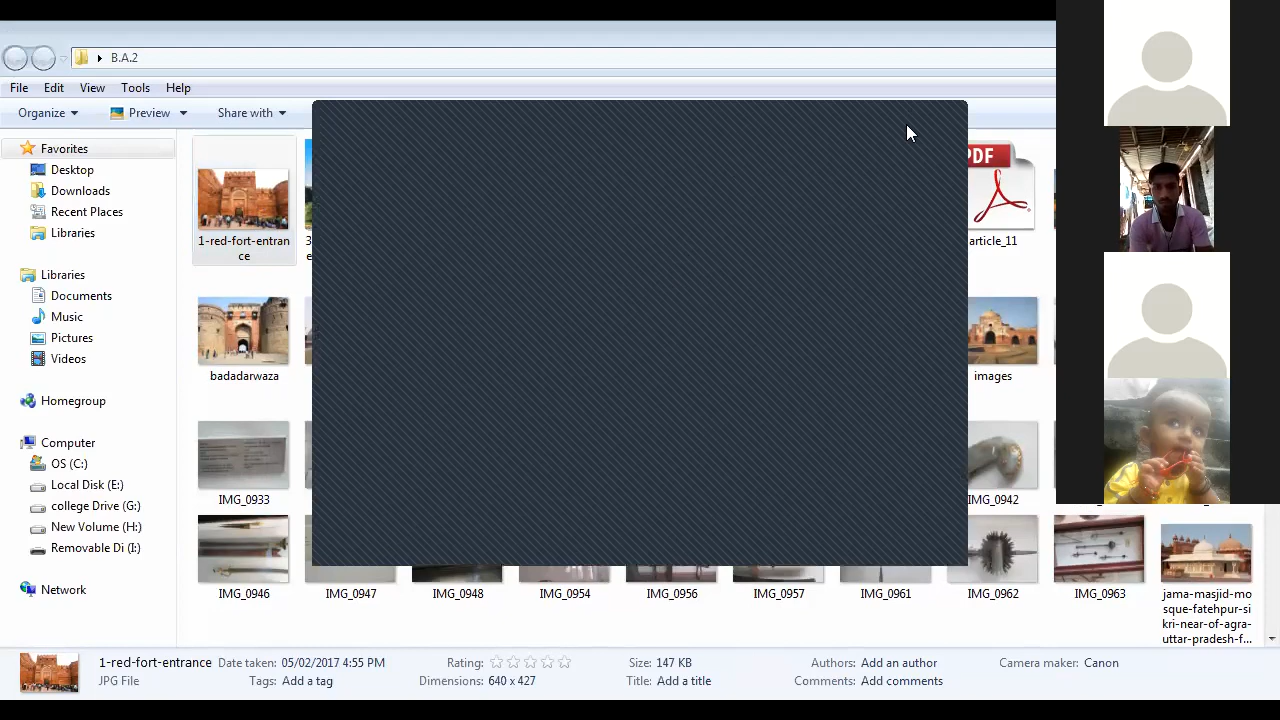 B.A.2
File Edit View Tools Help
Organize Preview Share with
Favorites
Desktop
Downloads
Recent Places
Libraries
Libraries
Documents
Music
Pictures
Videos
Homegroup
Computer
OS (C:)
Local Disk (E:)
college Drive (G:)
New Volume (H:)
Removable Di (I:)
Network
1-red-fort-entran
ce
3
e
PDF
article_11
badadarwaza
images
IMG_0933
IMG_0942
IMG_0946 IMG_0947 IMG_0948 IMG_0954 IMG_0956 IMG_0957 IMG_0961 IMG_0962 IMG_0963
jama-masjid-mo
sque-fatehpur-si
kri-near-of-agra-
uttar-pradesh-f...
1-red-fort-entrance Date taken: 05/02/2017 4:55 PM Rating: Size: 147 KB Authors: Add an author Camera maker: Canon
JPG File Tags: Add a tag Dimensions: 640 x 427 Title: Add a title Comments: Add comments